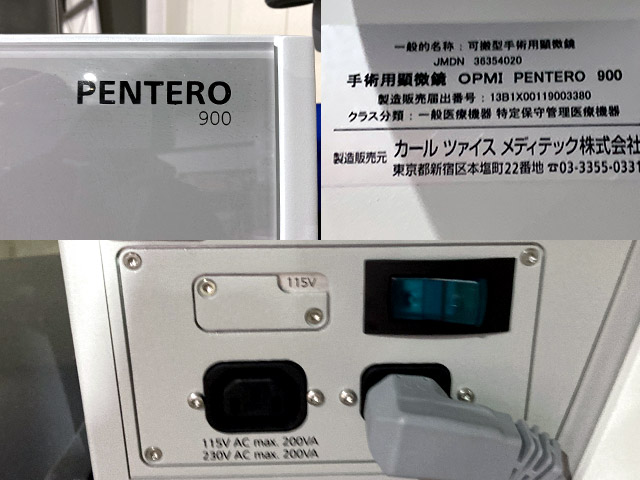 PENTERO
900
一般的名称：可搬型手術用顕微鏡
JMDN 36354020
手術用顕微鏡 OPMI PENTERO 900
製造販売届出番号：13B1X00119003380
クラス分類：一般医療機器 特定保守管理医療機器
製造販売元 カール ツァイス メディテック株式会社
東京都新宿区本塩町22番地 ☎03-3355-0331
115V
115V AC max. 200VA
230V AC max. 200VA